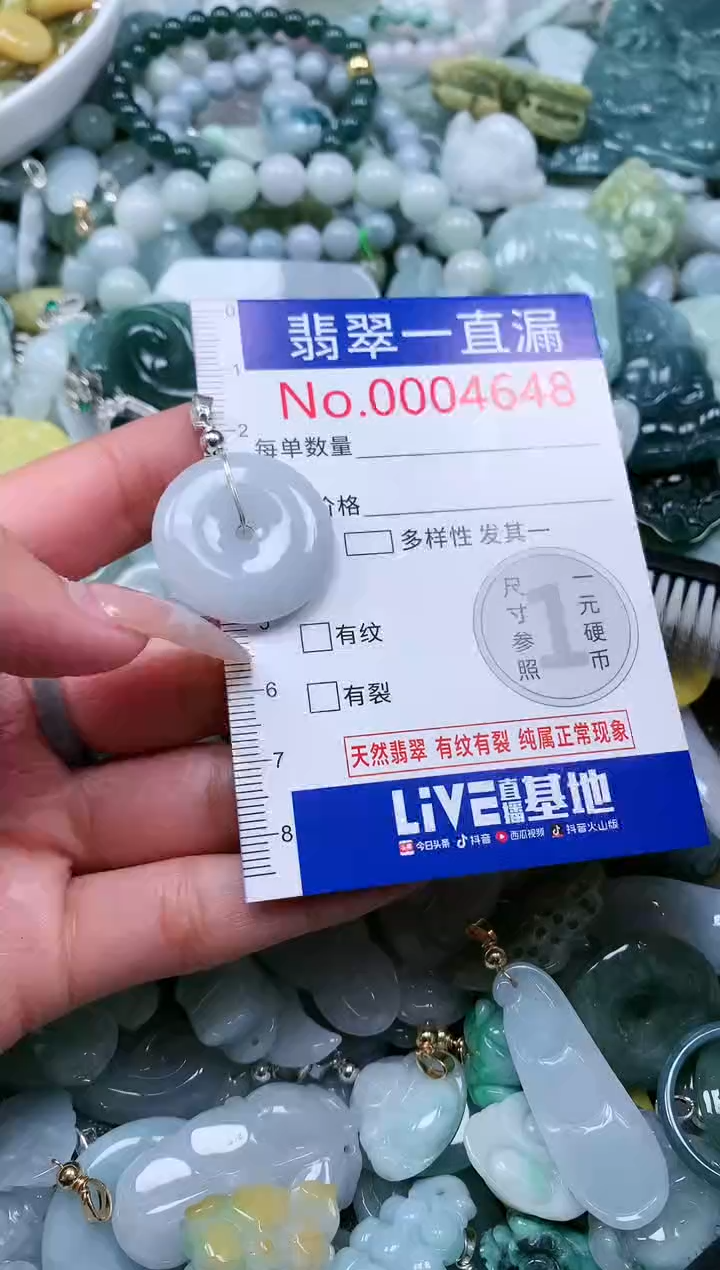 翡翠一直漏
No.0004648
每单数量
价格
多样性 发其一
有纹
有裂
尺寸参照
1
一元硬币
天然翡翠 有纹有裂 纯属正常现象
LiVE直播基地
今日头条 抖音 西瓜视频 抖音火山版
0
1
2
5
6
7
8